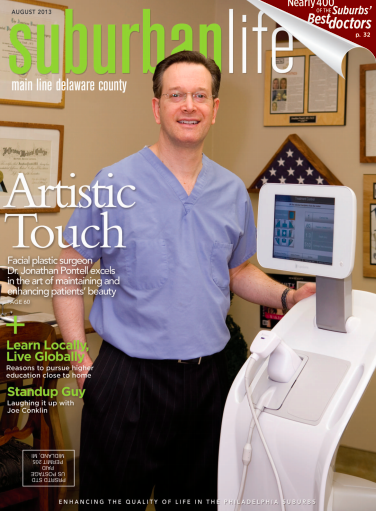 AUGUST 2013
Nearly 400
OF THE Suburbs'
Best doctors
p. 32
suburbanlife
main line delaware county
Artistic
Touch
Facial plastic surgeon
Dr. Jonathan Pontell excels
in the art of maintaining and
enhancing patients' beauty
PAGE 60
+
Learn Locally,
Live Globally
Reasons to pursue higher
education close to home
Standup Guy
Laughing it up with
Joe Conklin
PRSRTD STD
US POSTAGE
PAID
PERMIT 205
MIDLAND, MI
ENHANCING THE QUALITY OF LIFE IN THE PHILADELPHIA SUBURBS